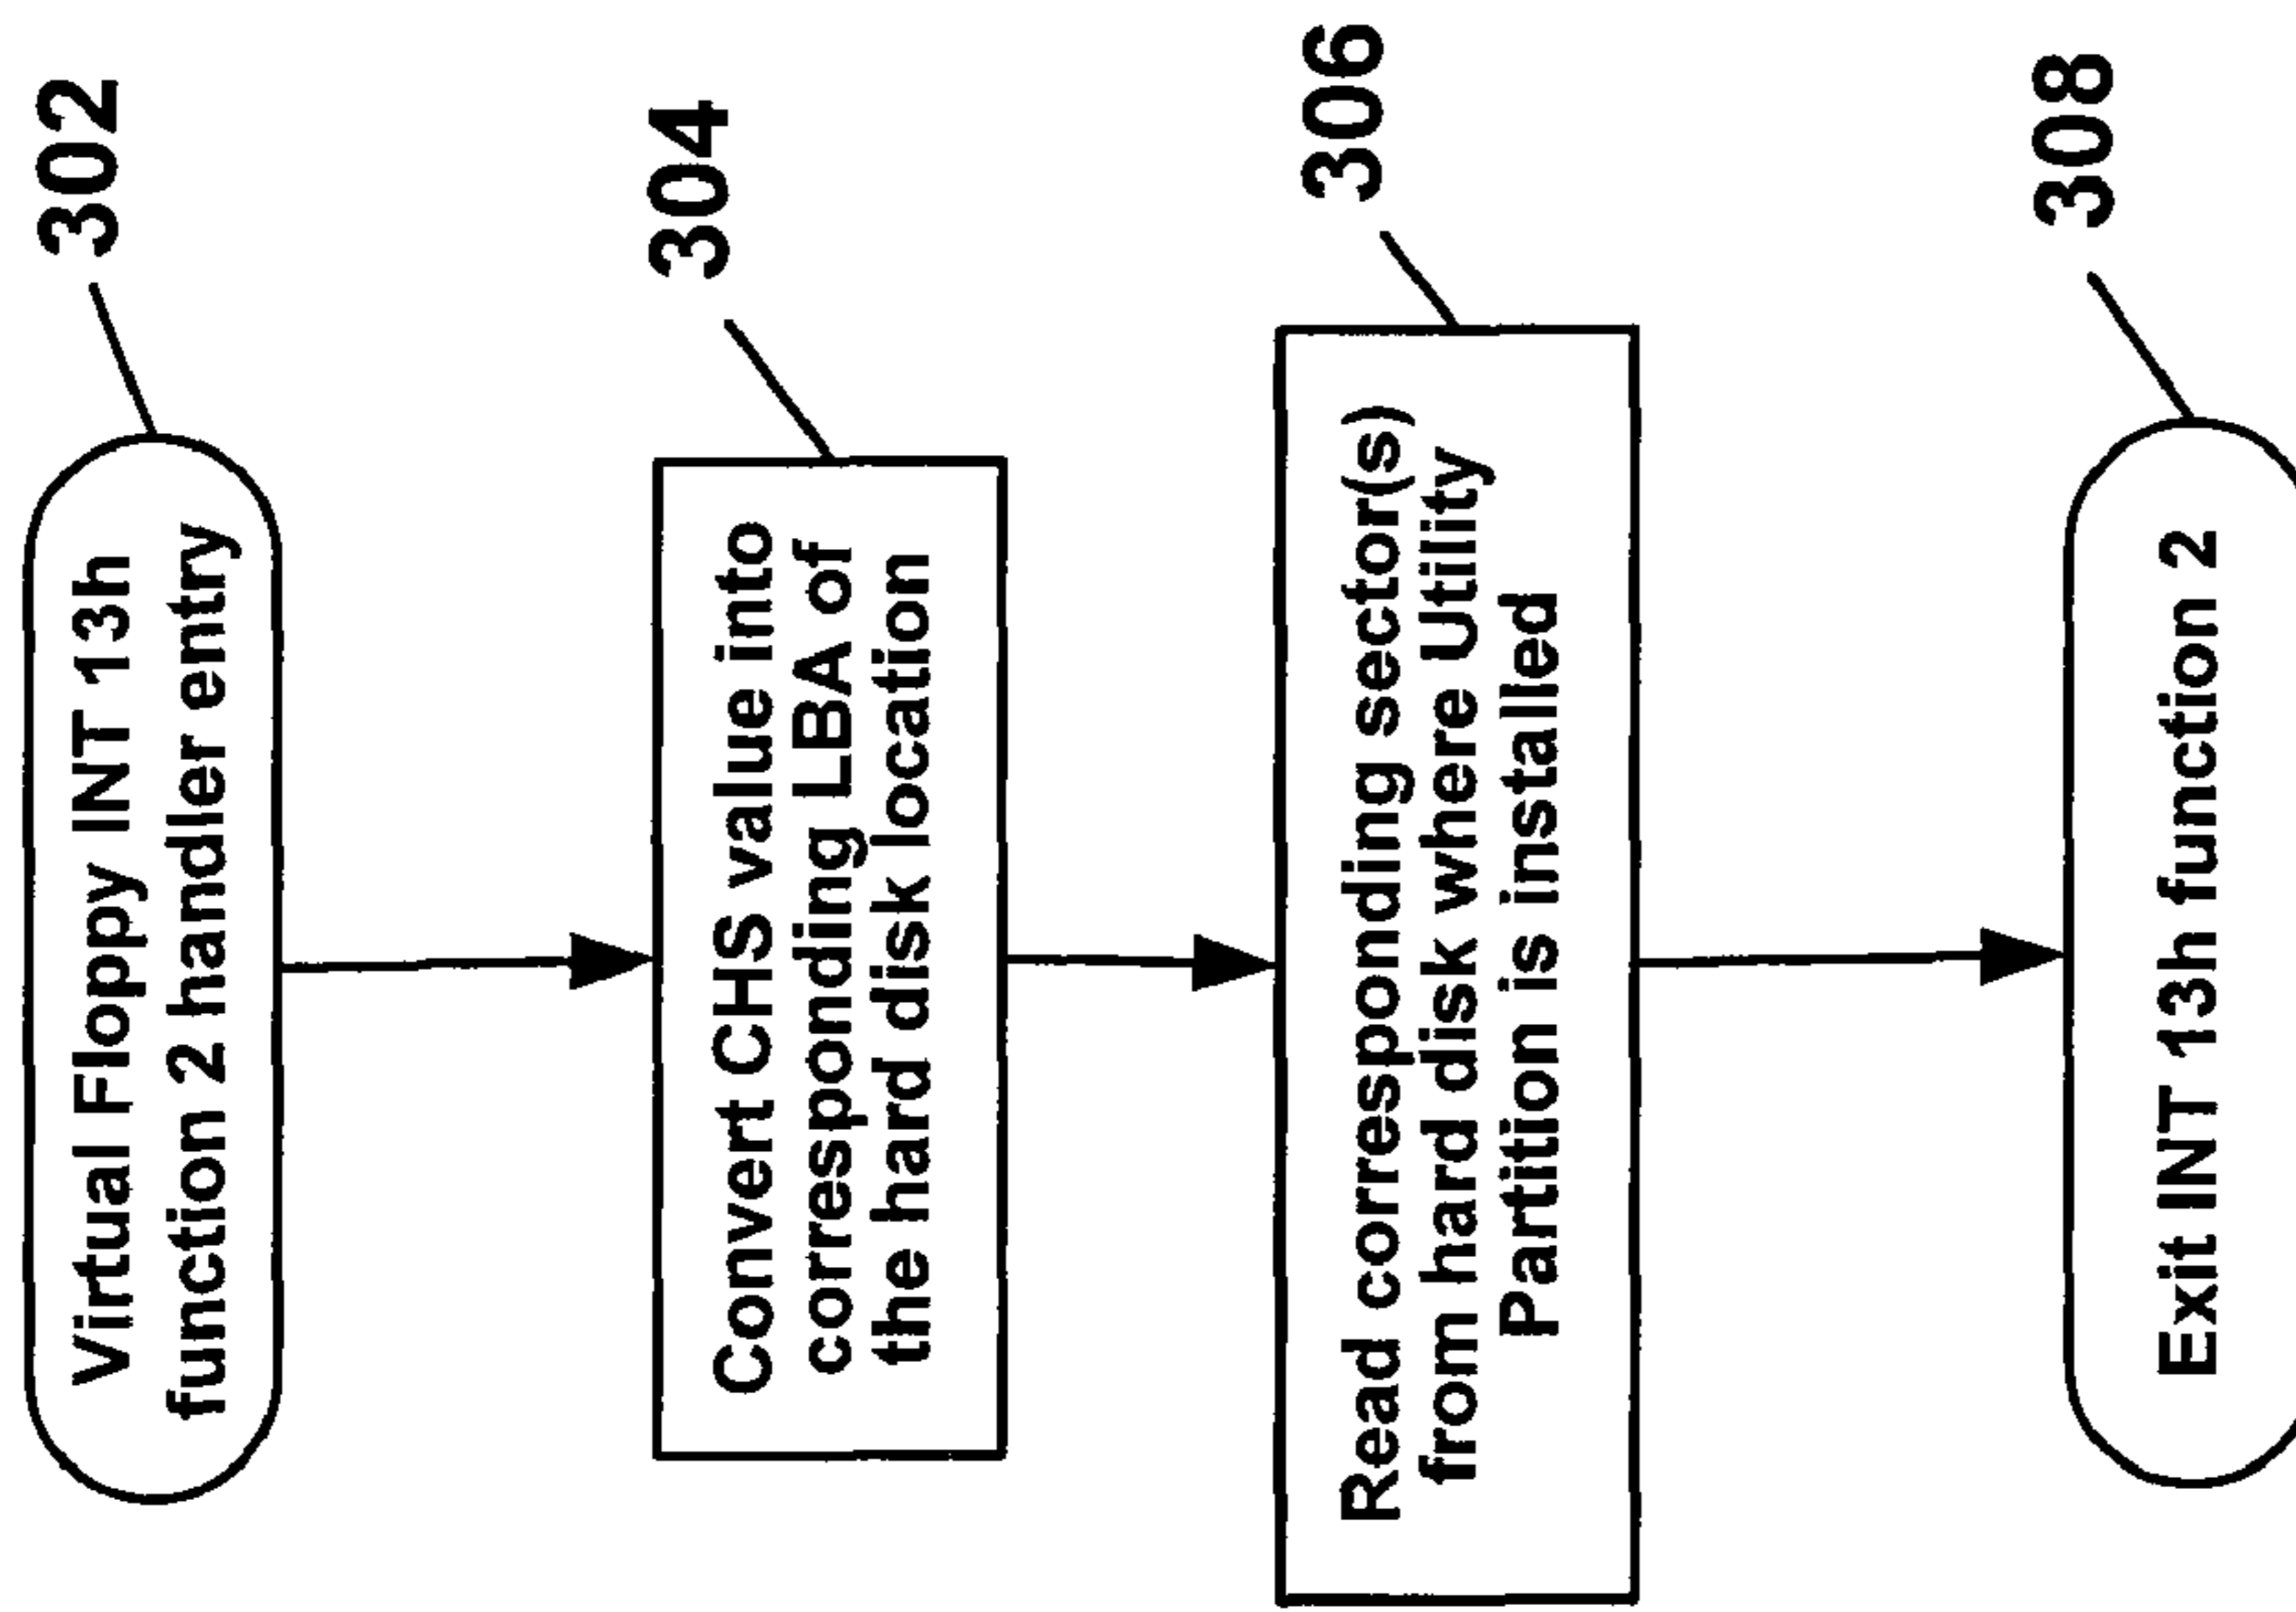 302
Virtual Floppy INT 13h
function 2 handler entry
304
Convert CHS value into
corresponding LBA of
the hard disk location
306
Read corresponding sector(s)
from hard disk where Utility
Partition is installed
308
Exit INT 13h function 2